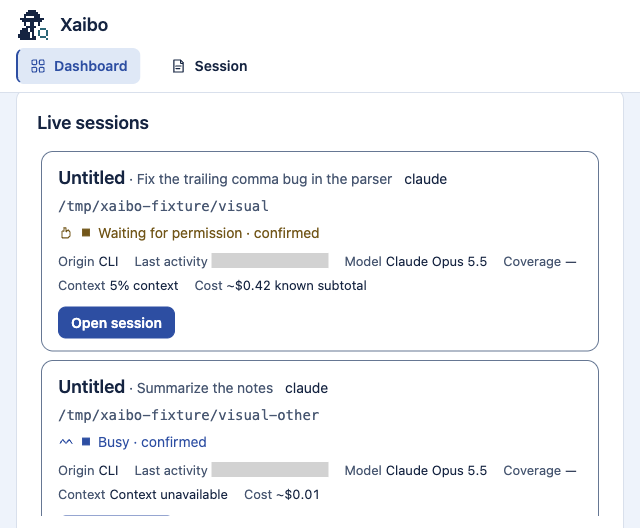 Xaibo
Dashboard Session
Live sessions
Untitled · Fix the trailing comma bug in the parser claude
/tmp/xaibo-fixture/visual
Waiting for permission · confirmed
Origin CLI Last activity Model Claude Opus 5.5 Coverage —
Context 5% context Cost ~$0.42 known subtotal
Open session
Untitled · Summarize the notes claude
/tmp/xaibo-fixture/visual-other
Busy · confirmed
Origin CLI Last activity Model Claude Opus 5.5 Coverage —
Context Context unavailable Cost ~$0.01